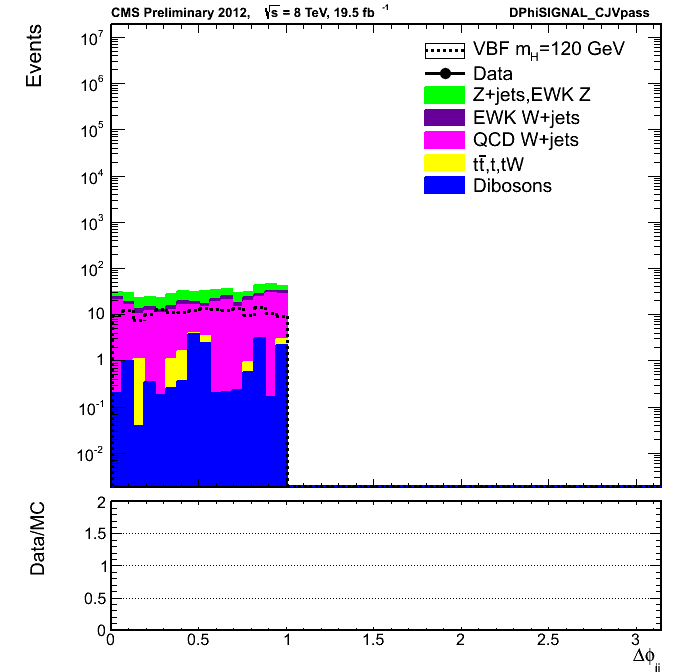 CMS Preliminary 2012, √s = 8 TeV, 19.5 fb⁻¹ DPhiSIGNAL_CJVpass
Events
10⁷
10⁶
10⁵
10⁴
10³
10²
10
1
10⁻¹
10⁻²
VBF m_H=120 GeV
Data
Z+jets,EWK Z
EWK W+jets
QCD W+jets
tt̅,t,tW
Dibosons
Data/MC
2
1.5
1
0.5
0
0 0.5 1 1.5 2 2.5 3
Δϕ_jj